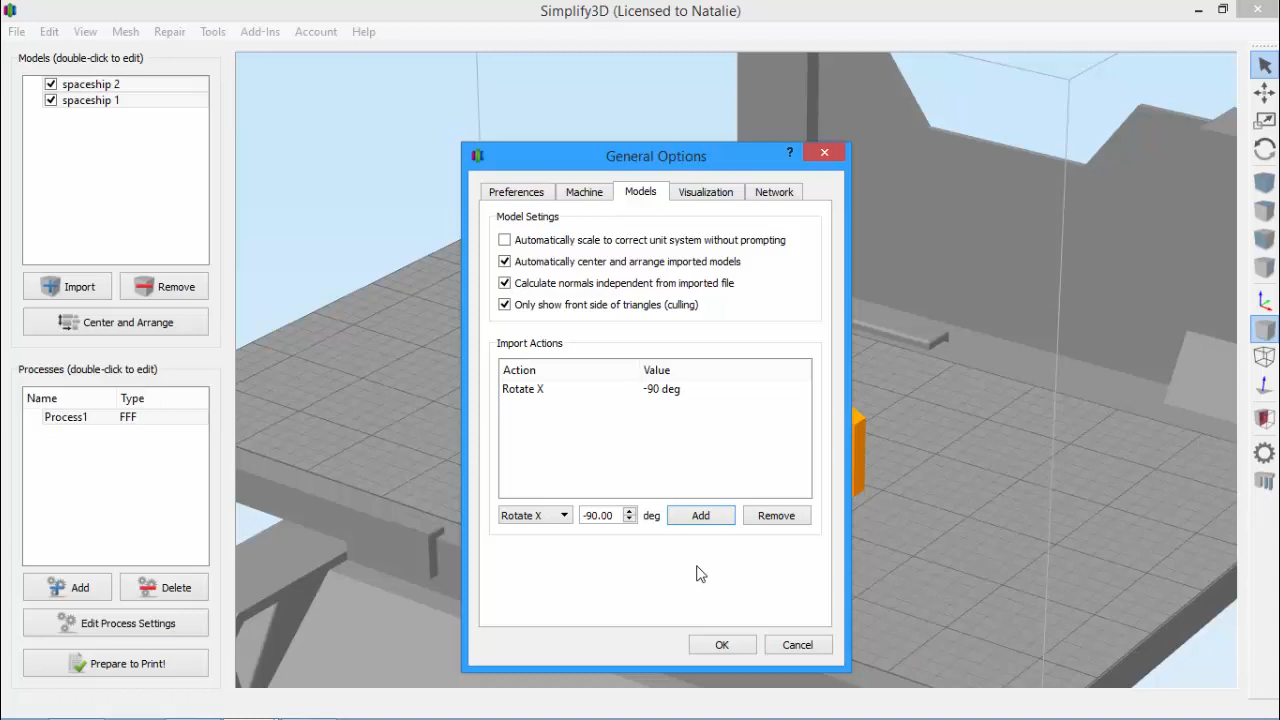 Simplify3D (Licensed to Natalie)
File Edit View Mesh Repair Tools Add-Ins Account Help
Models (double-click to edit)
spaceship 2
spaceship 1
Import Remove
Center and Arrange
Processes (double-click to edit)
Name Type
Process1 FFF
Add Delete
Edit Process Settings
Prepare to Print!
General Options ?
Preferences Machine Models Visualization Network
Model Setings
Automatically scale to correct unit system without prompting
Automatically center and arrange imported models
Calculate normals independent from imported file
Only show front side of triangles (culling)
Import Actions
Action Value
Rotate X -90 deg
Rotate X -90.00 deg Add Remove
OK Cancel